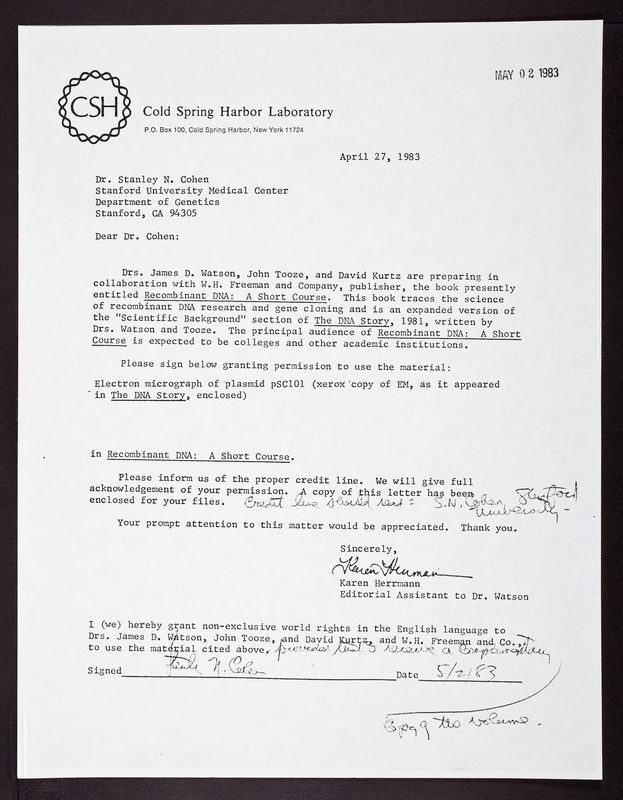 MAY 02 1983
CSH
Cold Spring Harbor Laboratory
P.O. Box 100, Cold Spring Harbor, New York 11724
April 27, 1983
Dr. Stanley N. Cohen
Stanford University Medical Center
Department of Genetics
Stanford, CA 94305
Dear Dr. Cohen:
Drs. James D. Watson, John Tooze, and David Kurtz are preparing in
collaboration with W.H. Freeman and Company, publisher, the book presently
entitled Recombinant DNA: A Short Course. This book traces the science
of recombinant DNA research and gene cloning and is an expanded version of
the "Scientific Background" section of The DNA Story, 1981, written by
Drs. Watson and Tooze. The principal audience of Recombinant DNA: A Short
Course is expected to be colleges and other academic institutions.
Please sign below granting permission to use the material:
Electron micrograph of plasmid pSC101 (xerox copy of EM, as it appeared
in The DNA Story, enclosed)
in Recombinant DNA: A Short Course.
Please inform us of the proper credit line. We will give full
acknowledgement of your permission. A copy of this letter has been
enclosed for your files. Credit line should read: S.N. Cohen, Stanford
University-
Your prompt attention to this matter would be appreciated. Thank you.
Sincerely,
Karen Herrmann
Karen Herrmann
Editorial Assistant to Dr. Watson
I (we) hereby grant non-exclusive world rights in the English language to
Drs. James D. Watson, John Tooze, and David Kurtz, and W.H. Freeman and Co.,
to use the material cited above, provided that I receive a complementary
Signed Stanley N. Cohen Date 5/2/83
copy of the volume.